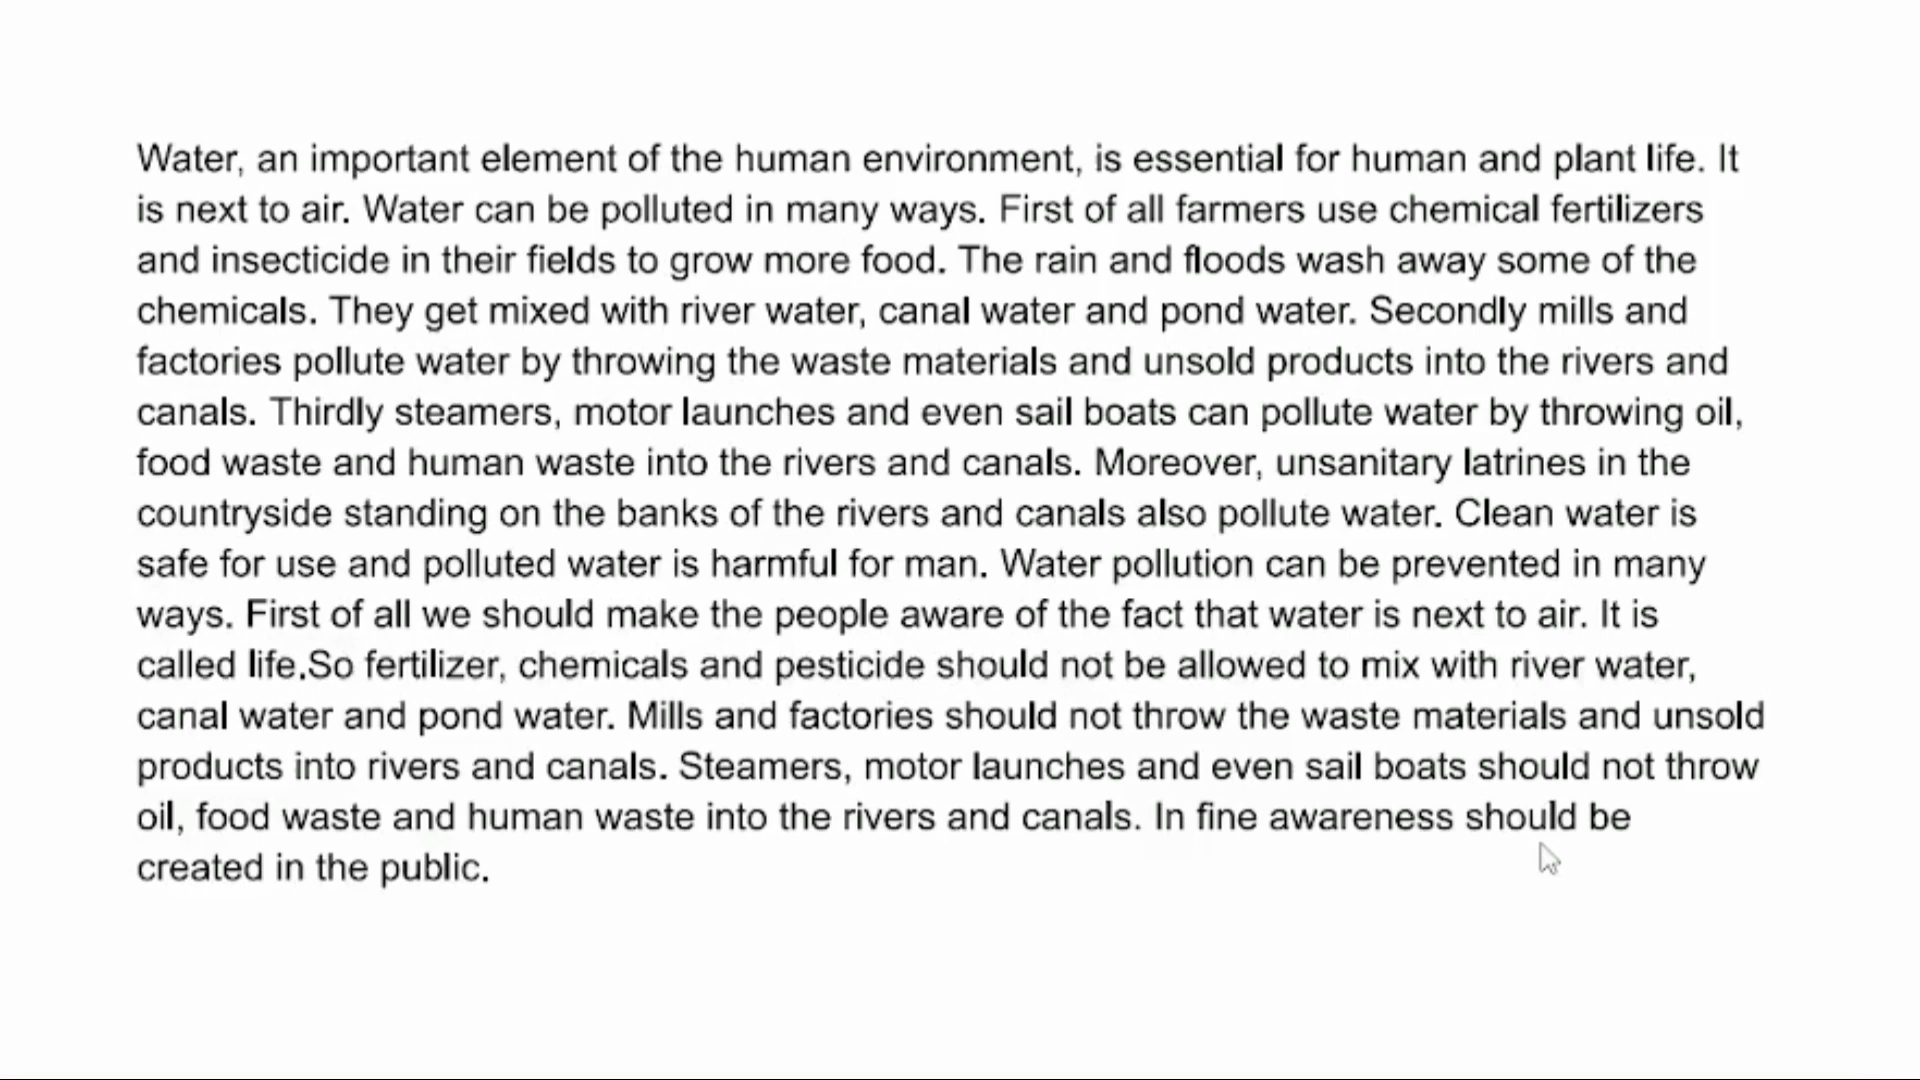 Water, an important element of the human environment, is essential for human and plant life. It
is next to air. Water can be polluted in many ways. First of all farmers use chemical fertilizers
and insecticide in their fields to grow more food. The rain and floods wash away some of the
chemicals. They get mixed with river water, canal water and pond water. Secondly mills and
factories pollute water by throwing the waste materials and unsold products into the rivers and
canals. Thirdly steamers, motor launches and even sail boats can pollute water by throwing oil,
food waste and human waste into the rivers and canals. Moreover, unsanitary latrines in the
countryside standing on the banks of the rivers and canals also pollute water. Clean water is
safe for use and polluted water is harmful for man. Water pollution can be prevented in many
ways. First of all we should make the people aware of the fact that water is next to air. It is
called life.So fertilizer, chemicals and pesticide should not be allowed to mix with river water,
canal water and pond water. Mills and factories should not throw the waste materials and unsold
products into rivers and canals. Steamers, motor launches and even sail boats should not throw
oil, food waste and human waste into the rivers and canals. In fine awareness should be
created in the public.